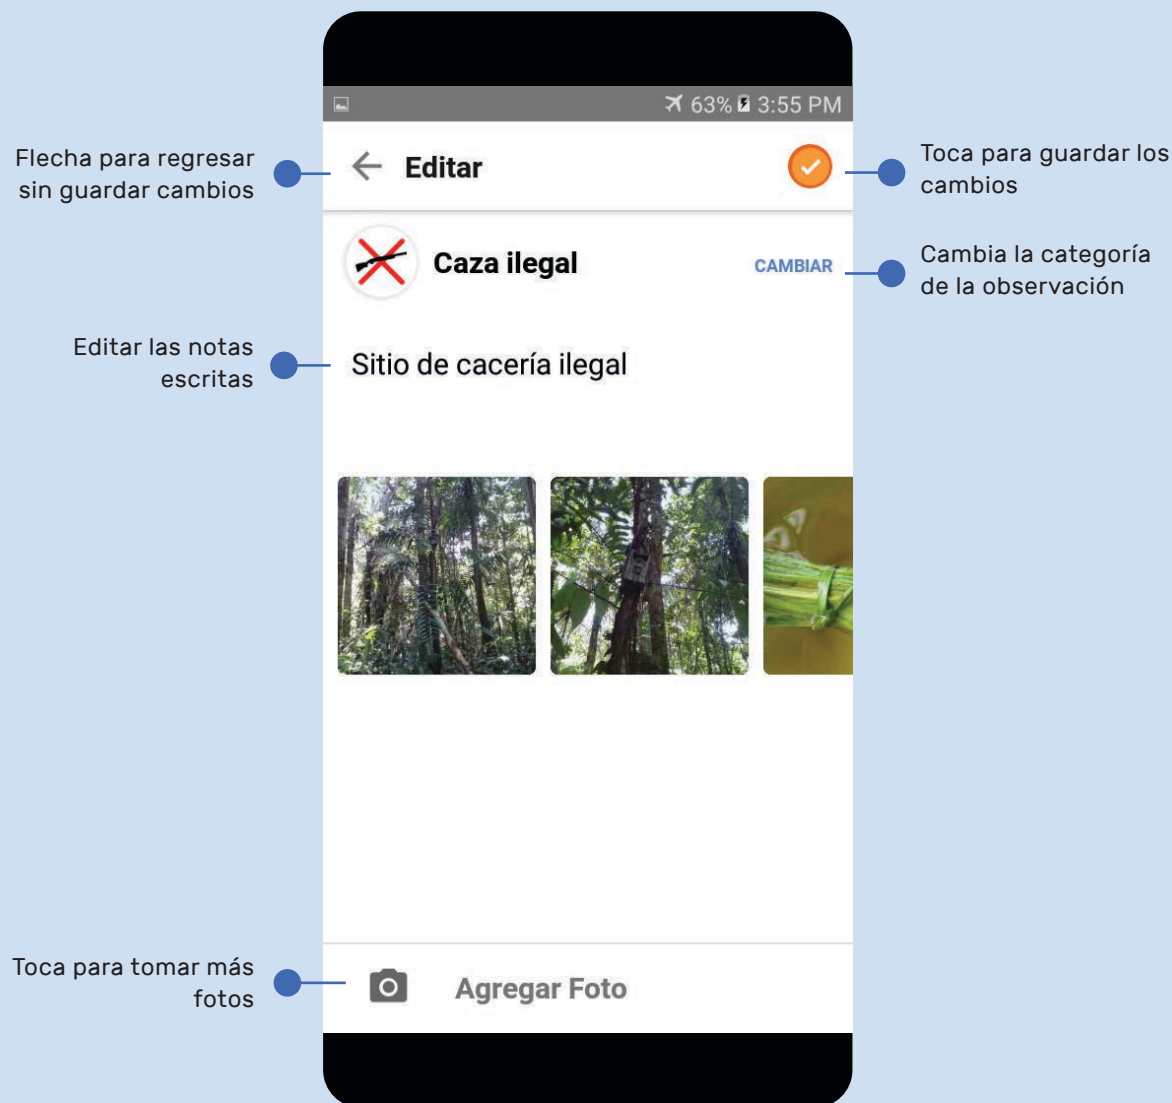 63% 3:55 PM
Flecha para regresar
sin guardar cambios
Editar
Toca para guardar los
cambios
Caza ilegal
CAMBIAR
Cambia la categoría
de la observación
Editar las notas
escritas
Sitio de cacería ilegal
Toca para tomar más
fotos
Agregar Foto